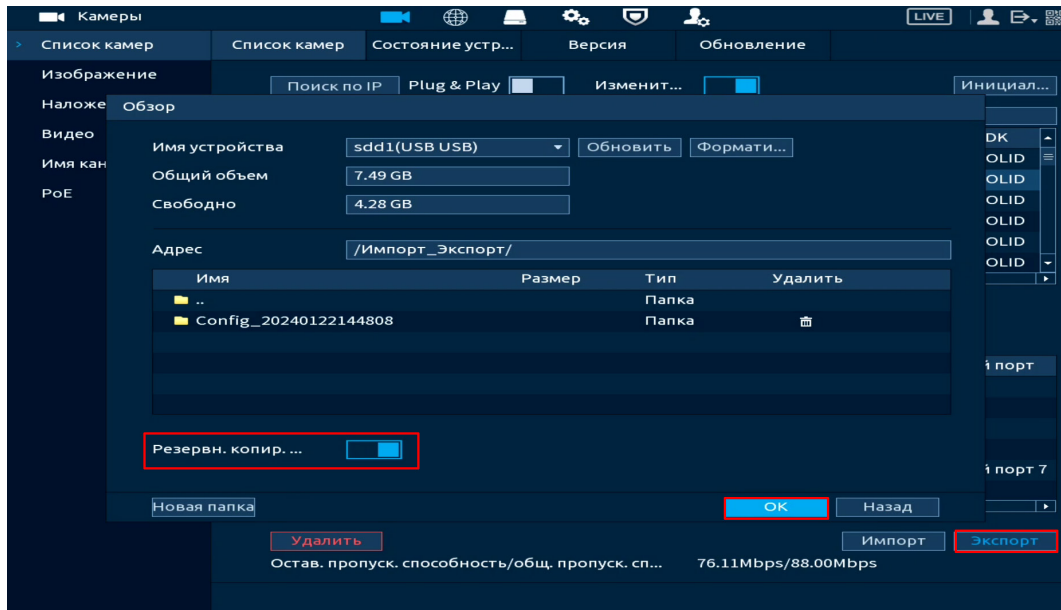 Камеры
LIVE
Список камер
Список камер Состояние устр... Версия Обновление
Изображение
Поиск по IP Plug & Play Изменит... Инициал...
Наложе
Обзор
Видео
DK
Имя устройства sdd1(USB USB) Обновить Формати...
OLID
Имя кан
Общий объем 7.49 GB
OLID
PoE
Свободно 4.28 GB
OLID
OLID
Адрес /Импорт_Экспорт/
OLID
OLID
Имя Размер Тип Удалить
.. Папка
Config_20240122144808 Папка
й порт
Резервн. копир. ...
й порт 7
Новая папка OK Назад
Удалить Импорт Экспорт
Остав. пропуск. способность/общ. пропуск. сп... 76.11Mbps/88.00Mbps